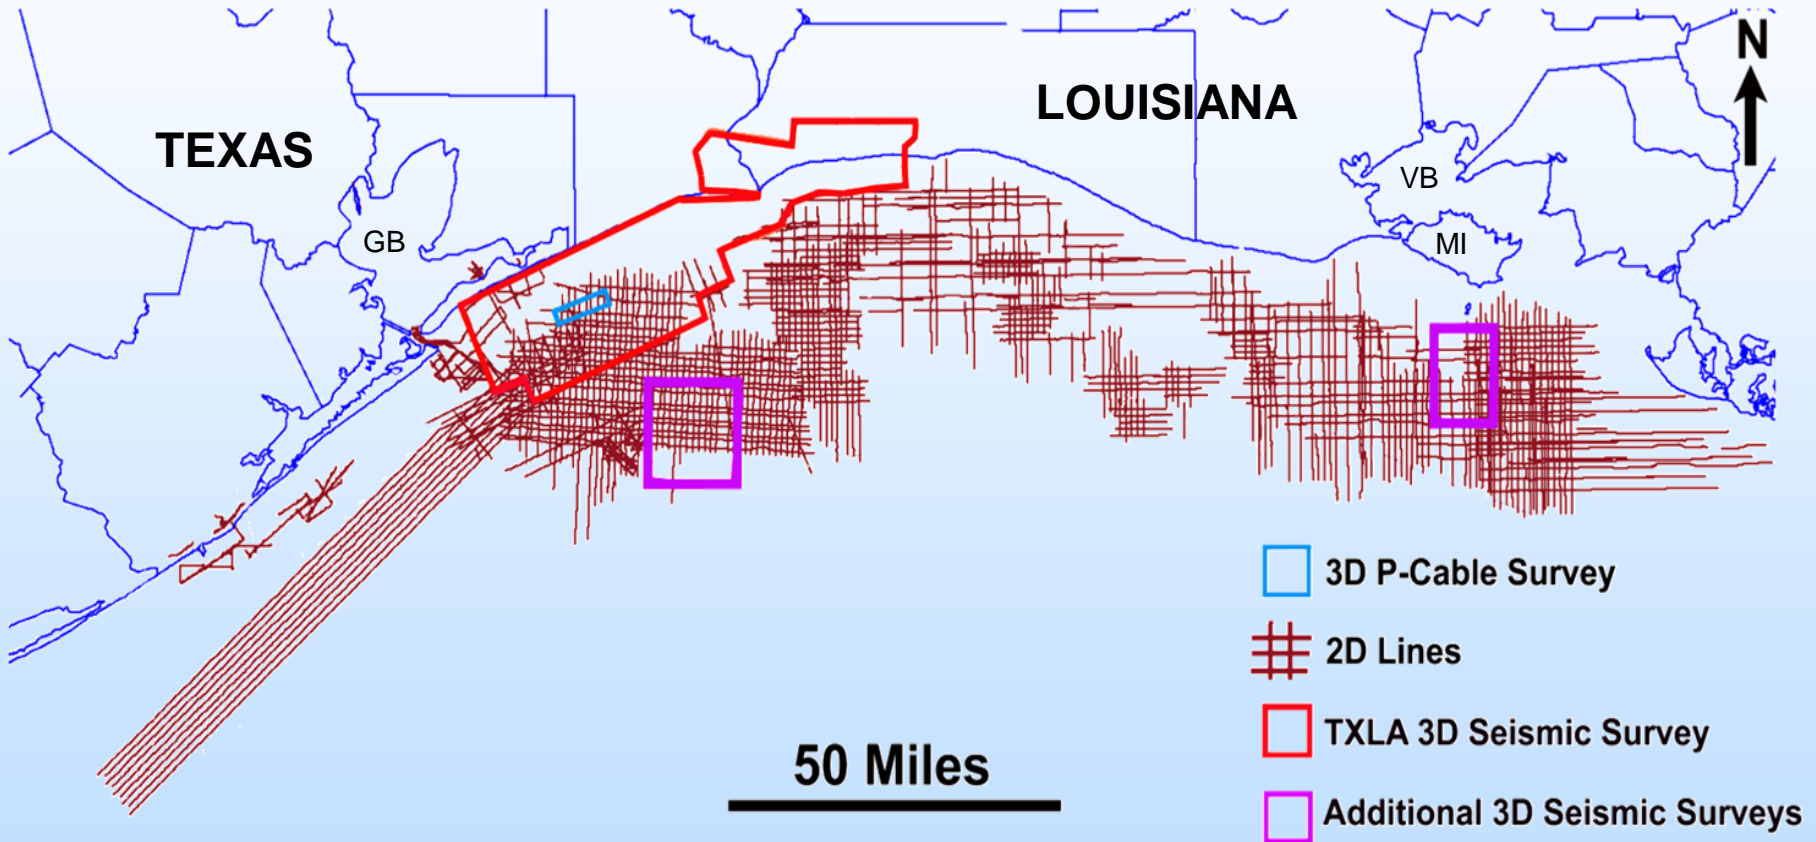 N
LOUISIANA
TEXAS
VB
GB
MI
3D P-Cable Survey
2D Lines
TXLA 3D Seismic Survey
50 Miles
Additional 3D Seismic Surveys